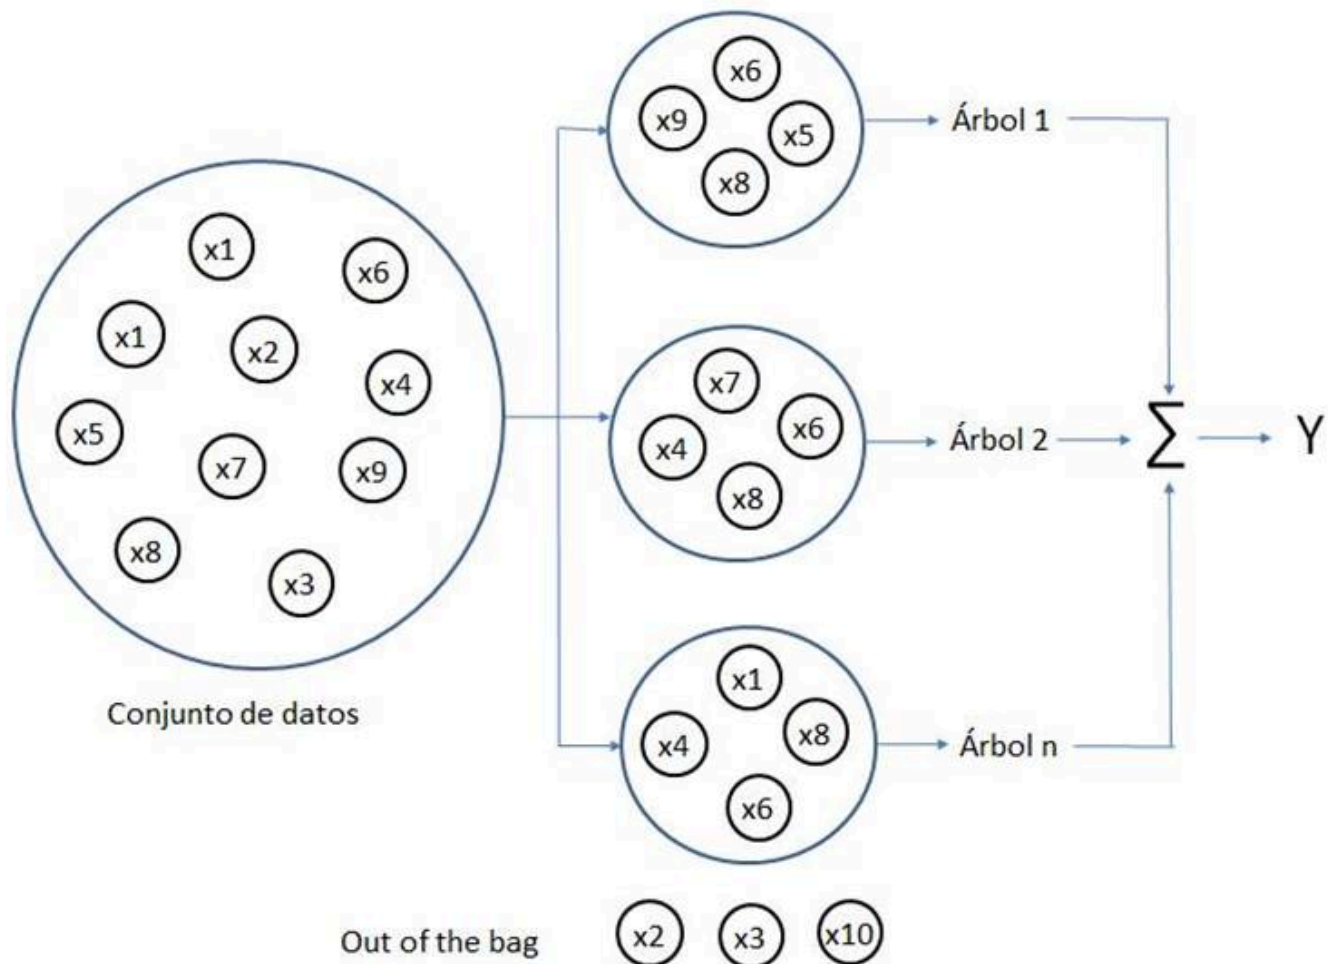 x1
x6
x1
x2
x4
x5
x7
x9
x8
x3
Conjunto de datos
x6
x9
x5
x8
Árbol 1
x7
x6
x4
x8
Árbol 2
x1
x8
x4
x6
Árbol n
∑
Y
Out of the bag
x2
x3
x10